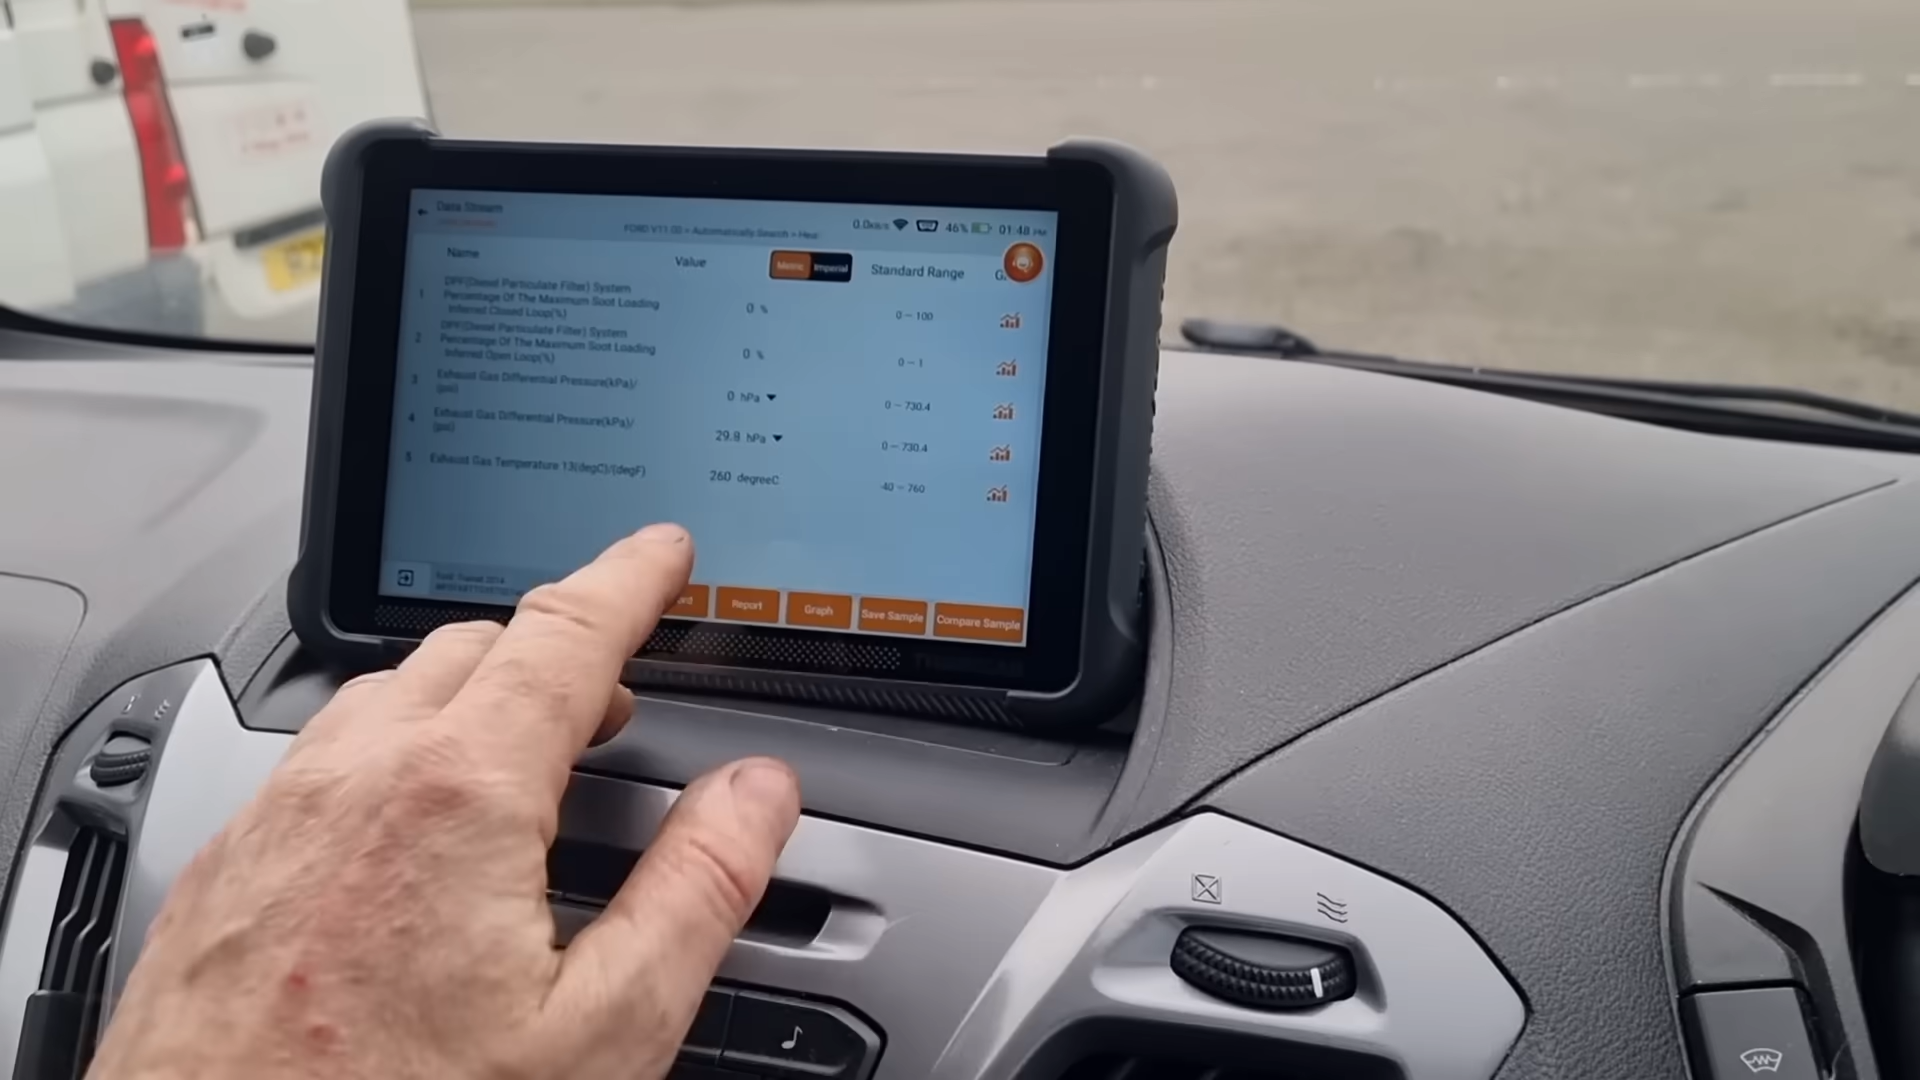 Data Stream
FORD V11.00 > Automatically Search > Heal
46%
01:48 PM
Name
Value
Metric Imperial
Standard Range
1
DPF(Diesel Particulate Filter) System
Percentage Of The Maximum Soot Loading
Inferred Closed Loop(%)
0 %
0 - 100
2
DPF(Diesel Particulate Filter) System
Percentage Of The Maximum Soot Loading
Inferred Open Loop(%)
0 %
0 - 1
3
Exhaust Gas Differential Pressure(kPa)/
(psi)
0 hPa
0 - 730.4
4
Exhaust Gas Differential Pressure(kPa)/
(psi)
29.8 hPa
0 - 730.4
5
Exhaust Gas Temperature 13(degC)/(degF)
260 degreeC
-40 - 760
Ford Transit 2014
Report
Graph
Save Sample
Compare Sample